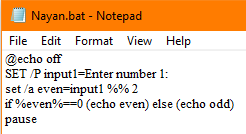 Nayan.bat - Notepad
File Edit Format View Help
@echo off
SET /P input1=Enter number 1:
set /a even=input1 %% 2
if %even%==0 (echo even) else (echo odd)
pause